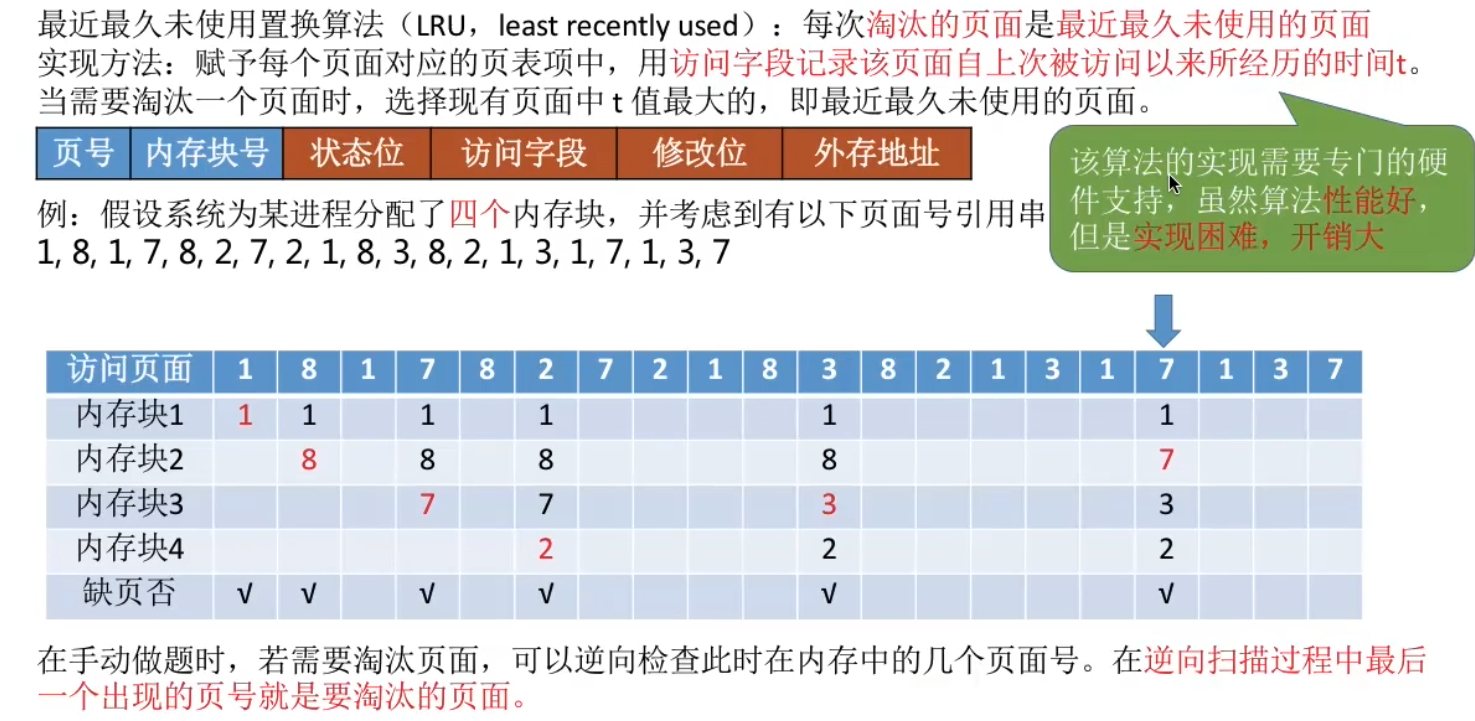 最近最久未使用置换算法（LRU，least recently used）：每次淘汰的页面是最近最久未使用的页面
实现方法：赋予每个页面对应的页表项中，用访问字段记录该页面自上次被访问以来所经历的时间t。
当需要淘汰一个页面时，选择现有页面中 t 值最大的，即最近最久未使用的页面。
页号 内存块号 状态位 访问字段 修改位 外存地址
该算法的实现需要专门的硬
件支持，虽然算法性能好，
但是实现困难，开销大
例：假设系统为某进程分配了四个内存块，并考虑到有以下页面号引用串
1, 8, 1, 7, 8, 2, 7, 2, 1, 8, 3, 8, 2, 1, 3, 1, 7, 1, 3, 7
访问页面 1 8 1 7 8 2 7 2 1 8 3 8 2 1 3 1 7 1 3 7
内存块1 1 1 1 1 1 1
内存块2 8 8 8 8 7
内存块3 7 7 3 3
内存块4 2 2 2
缺页否 √ √ √ √ √ √
在手动做题时，若需要淘汰页面，可以逆向检查此时在内存中的几个页面号。在逆向扫描过程中最后
一个出现的页号就是要淘汰的页面。